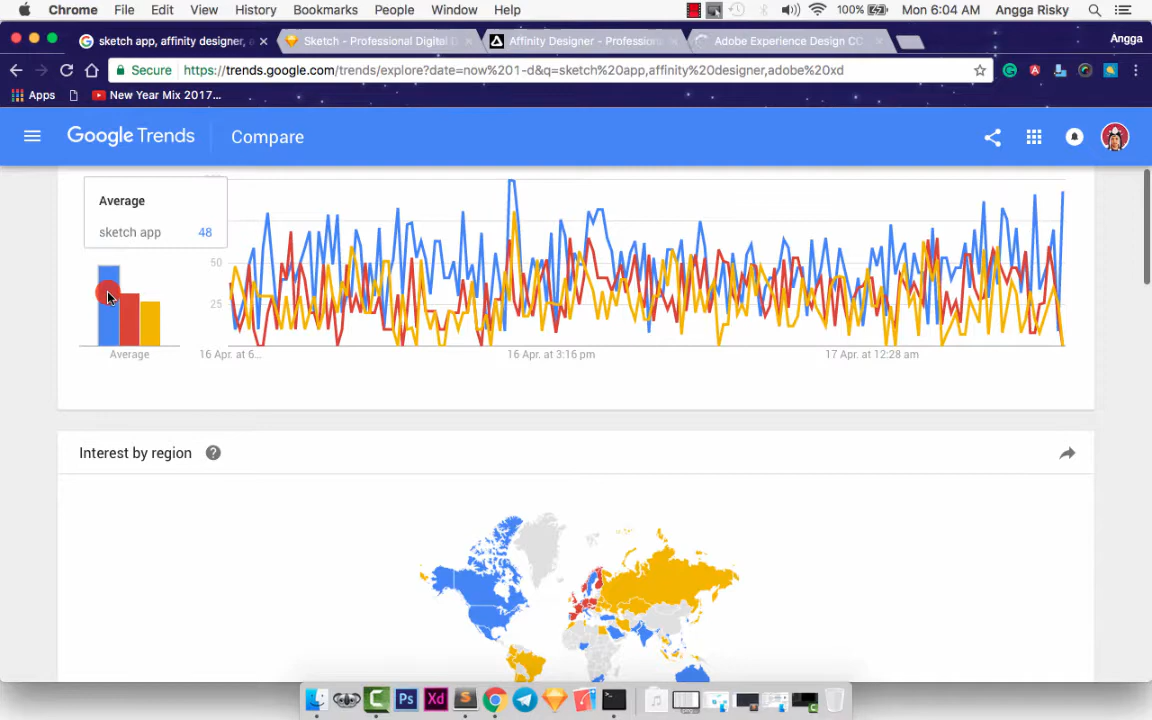 Chrome File Edit View History Bookmarks People Window Help 100% Mon 6:04 AM Angga Risky
sketch app, affinity designer, a Sketch - Professional Digital D Affinity Designer - Profession Adobe Experience Design CC Angga
Secure https://trends.google.com/trends/explore?date=now%201-d&q=sketch%20app,affinity%20designer,adobe%20xd
Apps New Year Mix 2017...
Google Trends Compare
Average
sketch app 48
50
25
Average 16 Apr. at 6... 16 Apr. at 3:16 pm 17 Apr. at 12:28 am
Interest by region ?
Ps Xd S